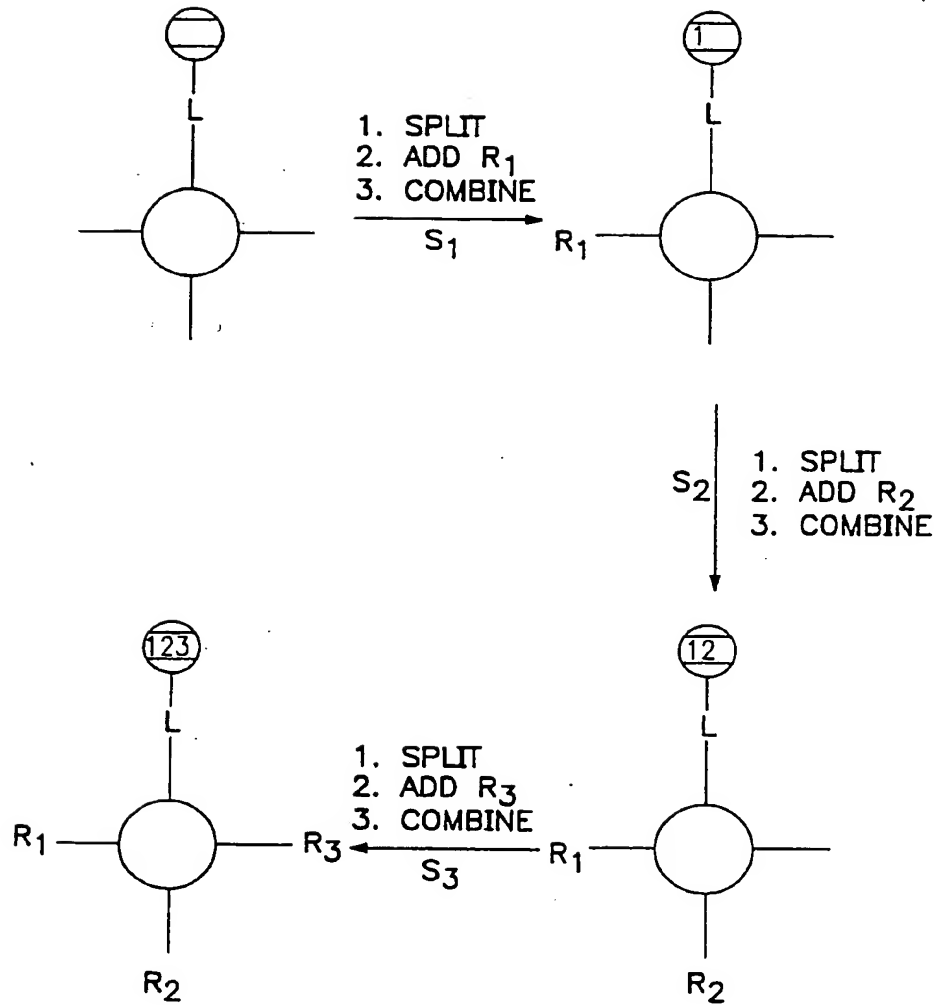 1
L
L
1. SPLIT
2. ADD R1
3. COMBINE
S1
R1
S2
1. SPLIT
2. ADD R2
3. COMBINE
123
12
L
L
1. SPLIT
2. ADD R3
3. COMBINE
R1
R3
S3
R1
R2
R2